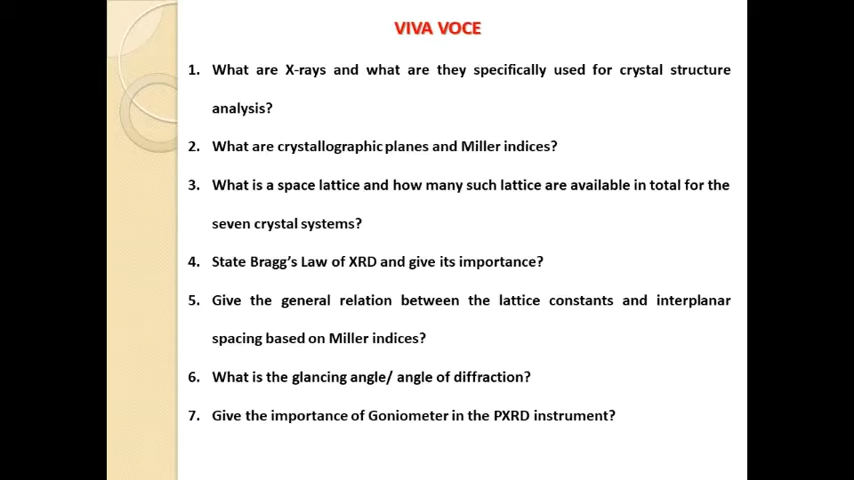 VIVA VOCE
1. What are X-rays and what are they specifically used for crystal structure
analysis?
2. What are crystallographic planes and Miller indices?
3. What is a space lattice and how many such lattice are available in total for the
seven crystal systems?
4. State Bragg's Law of XRD and give its importance?
5. Give the general relation between the lattice constants and interplanar
spacing based on Miller indices?
6. What is the glancing angle/ angle of diffraction?
7. Give the importance of Goniometer in the PXRD instrument?